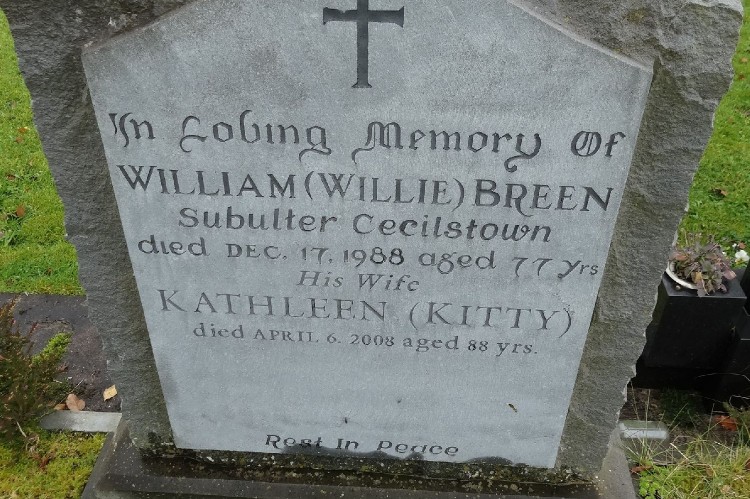 In Loving Memory Of
WILLIAM (WILLIE) BREEN
Subulter Cecilstown
died DEC. 17. 1988 aged 77 yrs
His Wife
KATHLEEN (KITTY)
died APRIL 6. 2008 aged 88 yrs.
Rest In Peace